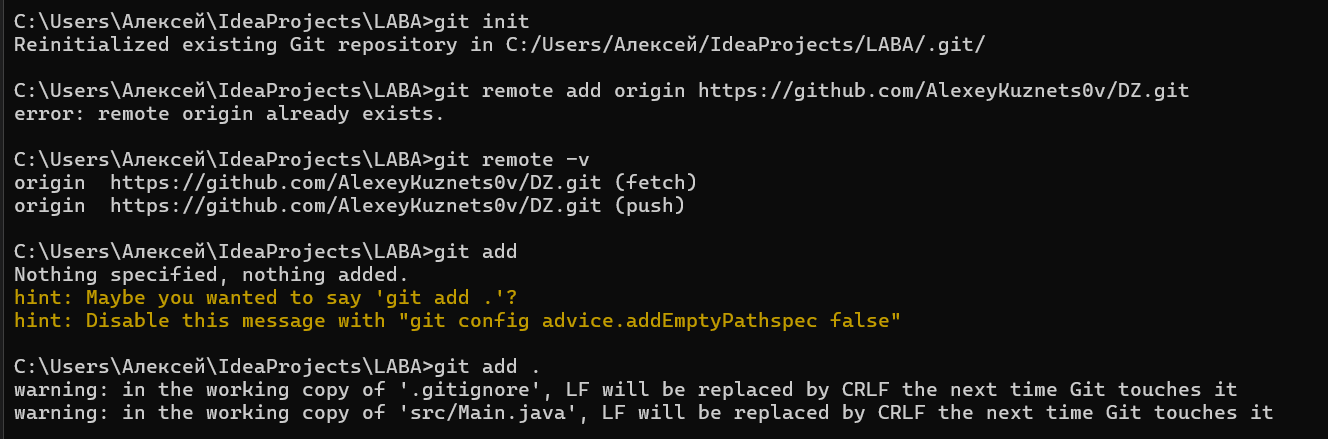 C:\Users\Алексей\IdeaProjects\LABA>git init
Reinitialized existing Git repository in C:/Users/Алексей/IdeaProjects/LABA/.git/
C:\Users\Алексей\IdeaProjects\LABA>git remote add origin https://github.com/AlexeyKuznets0v/DZ.git
error: remote origin already exists.
C:\Users\Алексей\IdeaProjects\LABA>git remote -v
origin  https://github.com/AlexeyKuznets0v/DZ.git (fetch)
origin  https://github.com/AlexeyKuznets0v/DZ.git (push)
C:\Users\Алексей\IdeaProjects\LABA>git add
Nothing specified, nothing added.
hint: Maybe you wanted to say 'git add .'?
hint: Disable this message with "git config advice.addEmptyPathspec false"
C:\Users\Алексей\IdeaProjects\LABA>git add .
warning: in the working copy of '.gitignore', LF will be replaced by CRLF the next time Git touches it
warning: in the working copy of 'src/Main.java', LF will be replaced by CRLF the next time Git touches it